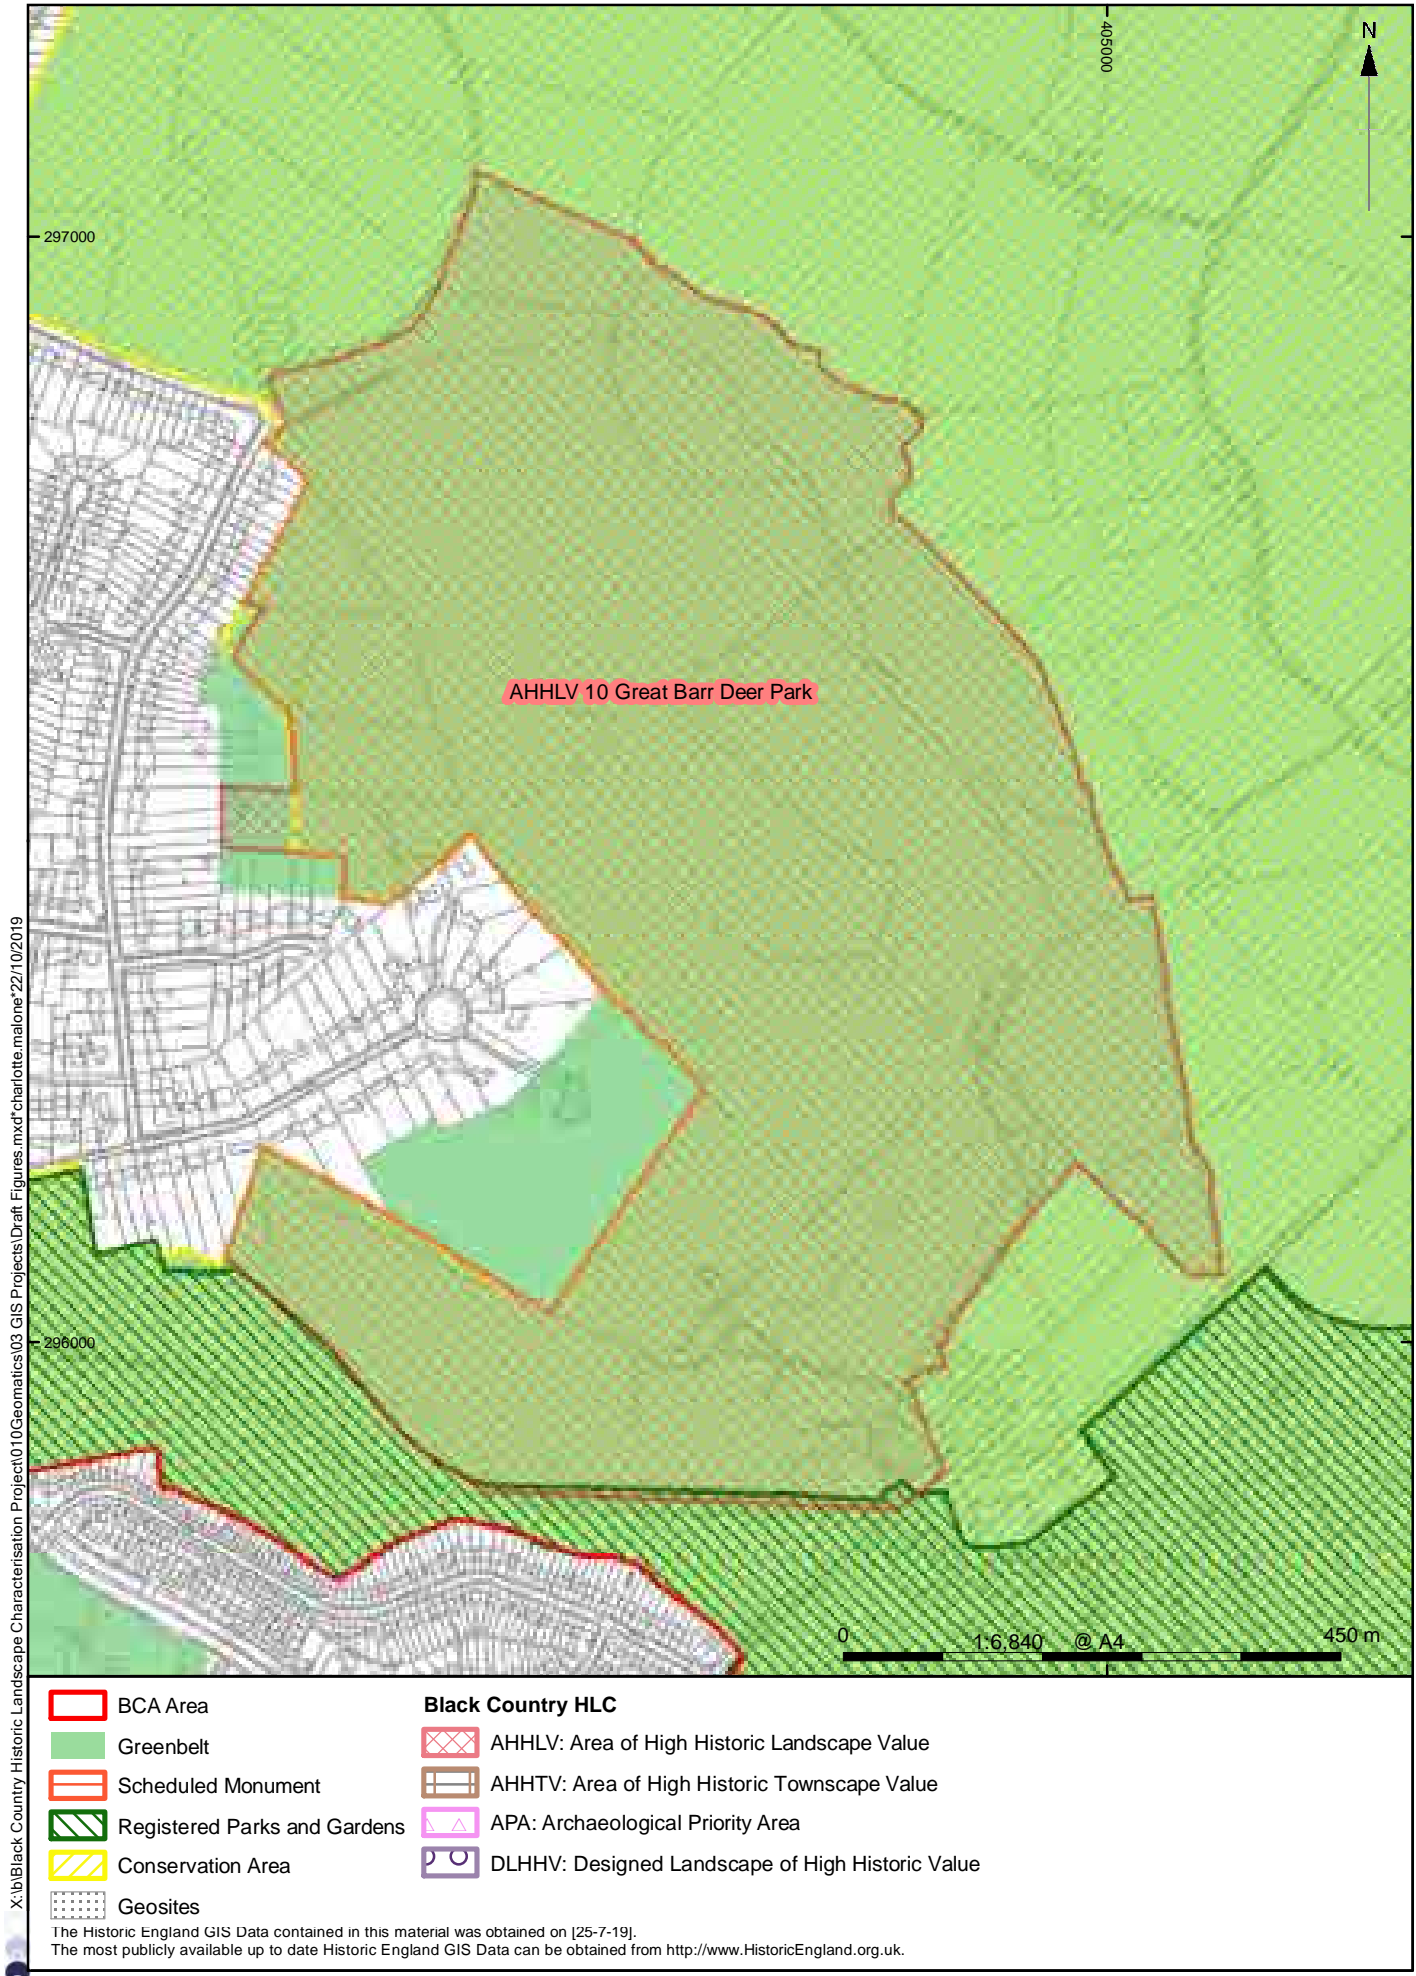 405000
N
297000
AHHLV 10 Great Barr Deer Park
296000
0 1:6,840 @ A4 450 m
X:\b\Black Country Historic Landscape Characterisation Project\010Geomatics\03 GIS Projects\Draft Figures.mxd*charlotte.malone*22/10/2019
BCA Area
Greenbelt
Scheduled Monument
Registered Parks and Gardens
Conservation Area
Geosites
Black Country HLC
AHHLV: Area of High Historic Landscape Value
AHHTV: Area of High Historic Townscape Value
APA: Archaeological Priority Area
DLHHV: Designed Landscape of High Historic Value
The Historic England GIS Data contained in this material was obtained on [25-7-19].
The most publicly available up to date Historic England GIS Data can be obtained from http://www.HistoricEngland.org.uk.